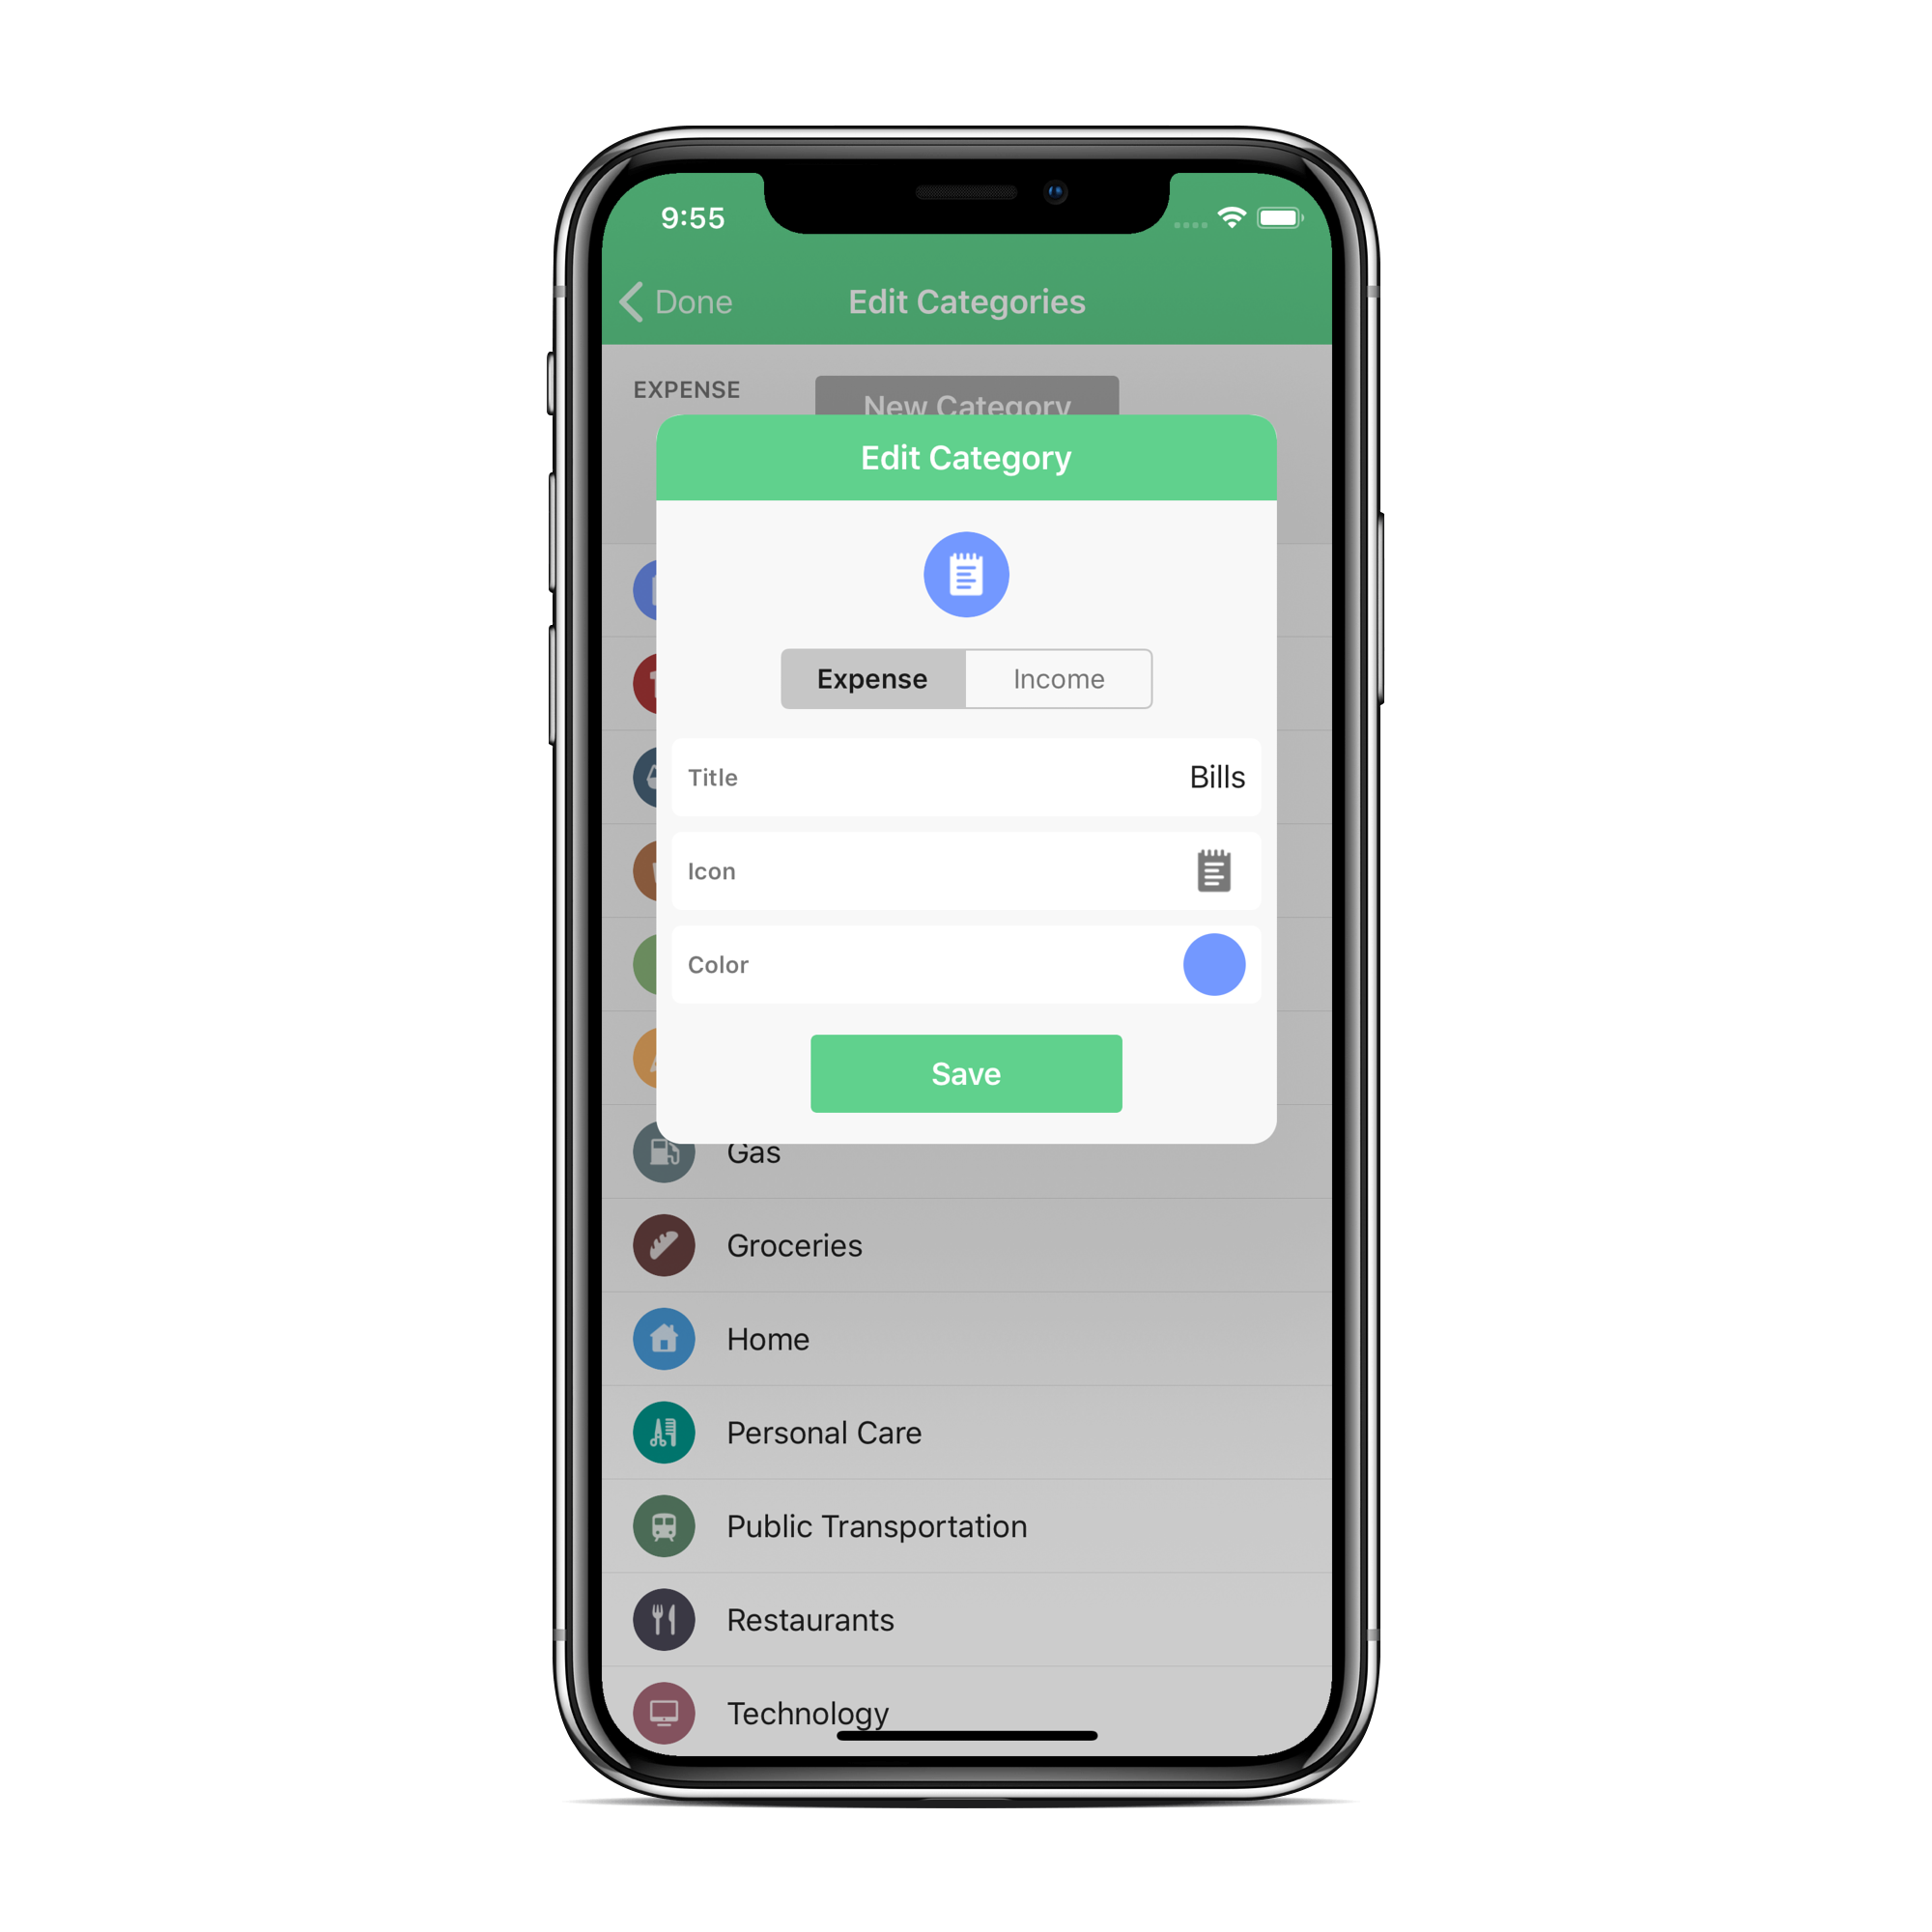 9:55
Done
Edit Categories
EXPENSE
New Category
Edit Category
Expense
Income
Title
Bills
Icon
Color
Save
Gas
Groceries
Home
Personal Care
Public Transportation
Restaurants
Technology